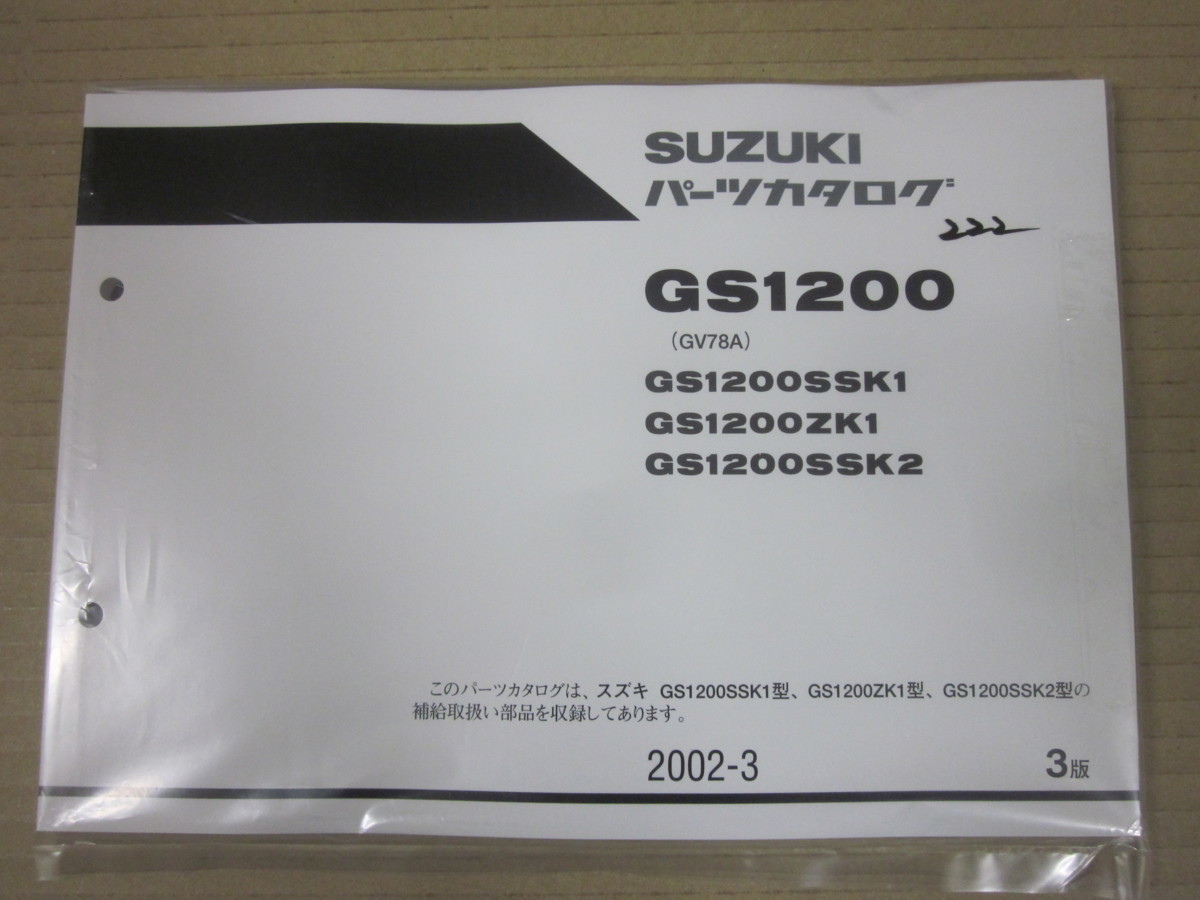 SUZUKI
パーツカタログ
222
GS1200
（GV78A）
GS1200SSK1
GS1200ZK1
GS1200SSK2
このパーツカタログは、スズキ GS1200SSK1型、GS1200ZK1型、GS1200SSK2型の
補給取扱い部品を収録してあります。
2002-3
3版